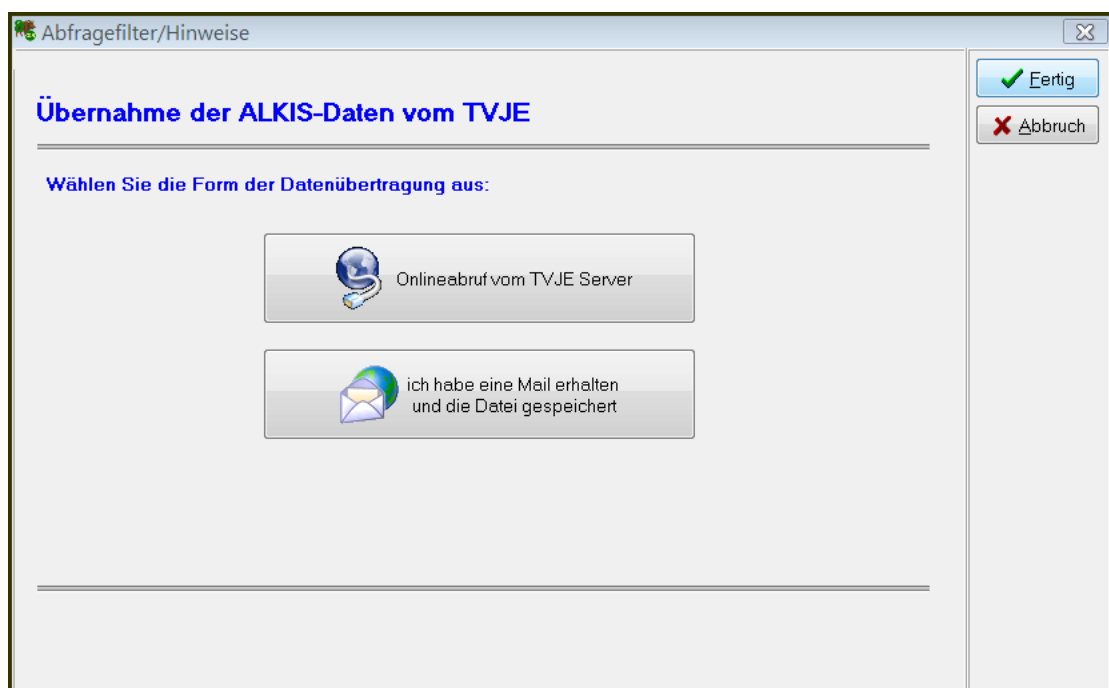 Abfragefilter/Hinweise
Fertig
Abbruch
Übernahme der ALKIS-Daten vom TVJE
Wählen Sie die Form der Datenübertragung aus:
Onlineabruf vom TVJE Server
ich habe eine Mail erhalten
und die Datei gespeichert